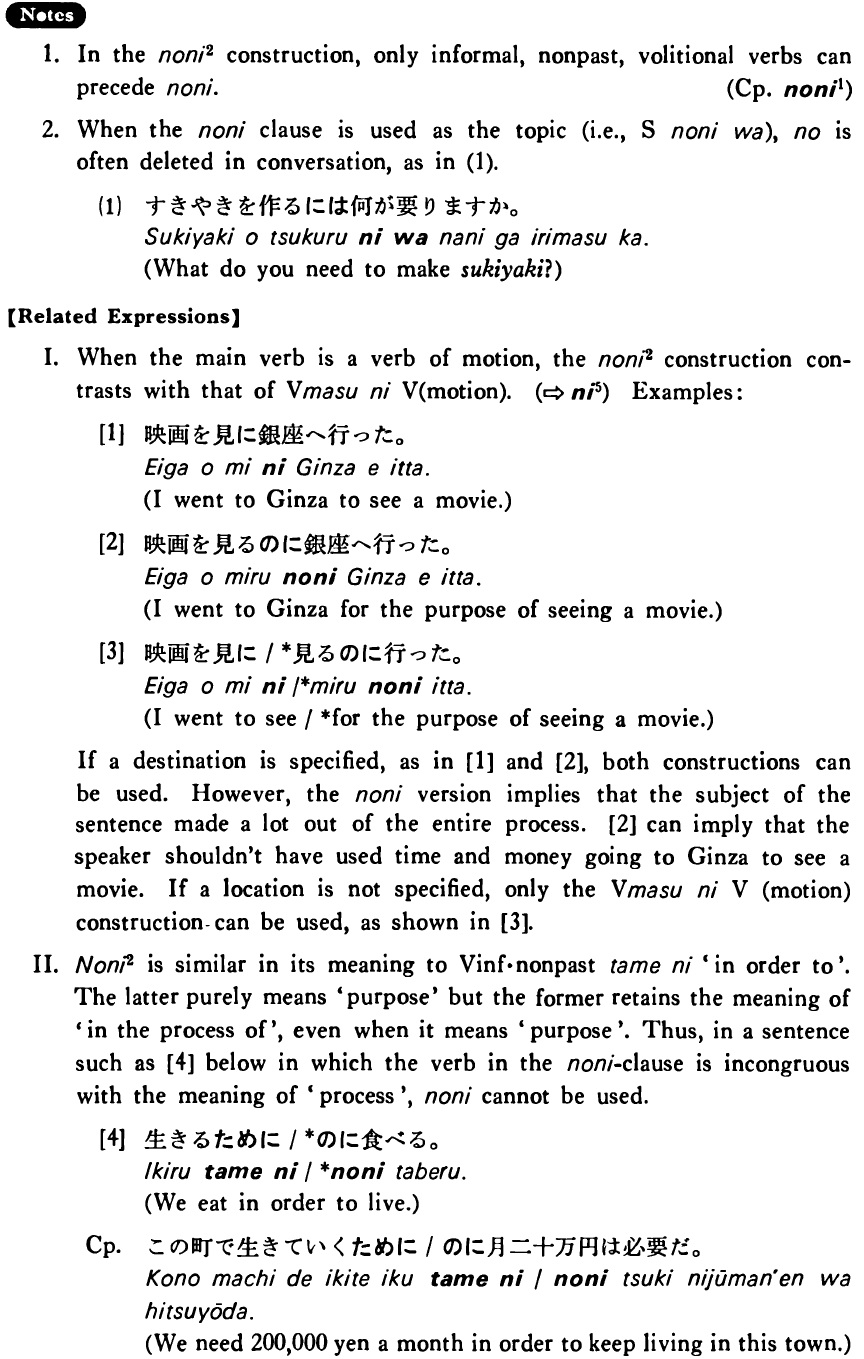 Notes
1. In the noni² construction, only informal, nonpast, volitional verbs can
precede noni. (Cp. noni¹)
2. When the noni clause is used as the topic (i.e., S noni wa), no is
often deleted in conversation, as in (1).
(1) すきやきを作るには何が要りますか。
Sukiyaki o tsukuru ni wa nani ga irimasu ka.
(What do you need to make sukiyaki?)
【Related Expressions】
I. When the main verb is a verb of motion, the noni² construction con-
trasts with that of Vmasu ni V(motion). (⇨ ni⁵) Examples:
[1] 映画を見に銀座へ行った。
Eiga o mi ni Ginza e itta.
(I went to Ginza to see a movie.)
[2] 映画を見るのに銀座へ行った。
Eiga o miru noni Ginza e itta.
(I went to Ginza for the purpose of seeing a movie.)
[3] 映画を見に / *見るのに行った。
Eiga o mi ni /*miru noni itta.
(I went to see / *for the purpose of seeing a movie.)
If a destination is specified, as in [1] and [2], both constructions can
be used. However, the noni version implies that the subject of the
sentence made a lot out of the entire process. [2] can imply that the
speaker shouldn't have used time and money going to Ginza to see a
movie. If a location is not specified, only the Vmasu ni V (motion)
construction can be used, as shown in [3].
II. Noni² is similar in its meaning to Vinf·nonpast tame ni ‘in order to’.
The latter purely means ‘purpose’ but the former retains the meaning of
‘in the process of’, even when it means ‘purpose’. Thus, in a sentence
such as [4] below in which the verb in the noni-clause is incongruous
with the meaning of ‘process’, noni cannot be used.
[4] 生きるために / *のに食べる。
Ikiru tame ni / *noni taberu.
(We eat in order to live.)
Cp. この町で生きていくために / のに月二十万円は必要だ。
Kono machi de ikite iku tame ni / noni tsuki nijūman'en wa
hitsuyōda.
(We need 200,000 yen a month in order to keep living in this town.)